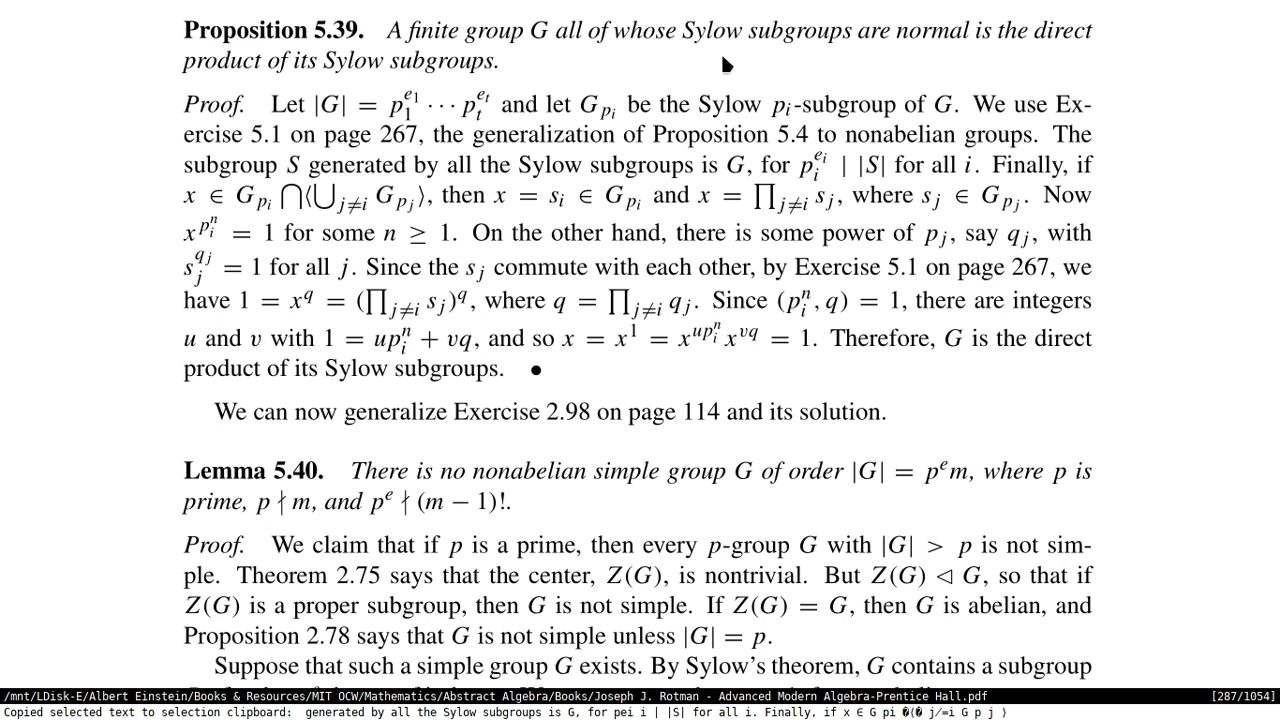 Proposition 5.39. A finite group G all of whose Sylow subgroups are normal is the direct
product of its Sylow subgroups.
Proof. Let |G| = p_1^{e_1} ⋯ p_t^{e_t} and let G_{p_i} be the Sylow p_i-subgroup of G. We use Ex-
ercise 5.1 on page 267, the generalization of Proposition 5.4 to nonabelian groups. The
subgroup S generated by all the Sylow subgroups is G, for p_i^{e_i} | |S| for all i. Finally, if
x ∈ G_{p_i} ⋂⟨⋃_{j≠i} G_{p_j}⟩, then x = s_i ∈ G_{p_i} and x = ∏_{j≠i} s_j, where s_j ∈ G_{p_j}. Now
x^{p_i^n} = 1 for some n ≥ 1. On the other hand, there is some power of p_j, say q_j, with
s_j^{q_j} = 1 for all j. Since the s_j commute with each other, by Exercise 5.1 on page 267, we
have 1 = x^q = (∏_{j≠i} s_j)^q, where q = ∏_{j≠i} q_j. Since (p_i^n, q) = 1, there are integers
u and v with 1 = up_i^n + vq, and so x = x^1 = x^{up_i^n} x^{vq} = 1. Therefore, G is the direct
product of its Sylow subgroups. •
We can now generalize Exercise 2.98 on page 114 and its solution.
Lemma 5.40. There is no nonabelian simple group G of order |G| = p^e m, where p is
prime, p ∤ m, and p^e ∤ (m − 1)!.
Proof. We claim that if p is a prime, then every p-group G with |G| > p is not sim-
ple. Theorem 2.75 says that the center, Z(G), is nontrivial. But Z(G) ◁ G, so that if
Z(G) is a proper subgroup, then G is not simple. If Z(G) = G, then G is abelian, and
Proposition 2.78 says that G is not simple unless |G| = p.
Suppose that such a simple group G exists. By Sylow's theorem, G contains a subgroup
/mnt/LDisk-E/Albert Einstein/Books & Resources/MIT OCW/Mathematics/Abstract Algebra/Books/Joseph J. Rotman - Advanced Modern Algebra-Prentice Hall.pdf [287/1054]
Copied selected text to selection clipboard: generated by all the Sylow subgroups is G, for pei i | |S| for all i. Finally, if x ∈ G pi �(� j/=i G p j )